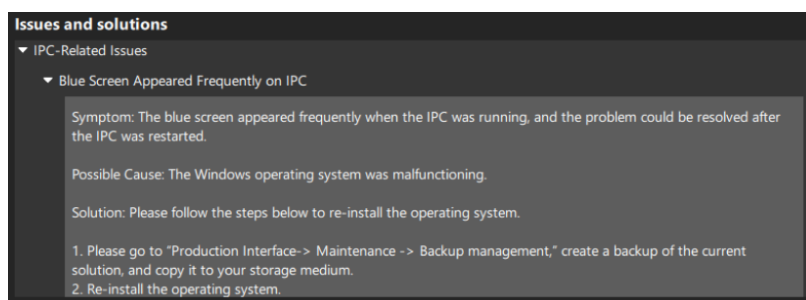 Issues and solutions
IPC-Related Issues
Blue Screen Appeared Frequently on IPC
Symptom: The blue screen appeared frequently when the IPC was running, and the problem could be resolved after
the IPC was restarted.
Possible Cause: The Windows operating system was malfunctioning.
Solution: Please follow the steps below to re-install the operating system.
1. Please go to “Production Interface-> Maintenance -> Backup management,” create a backup of the current
solution, and copy it to your storage medium.
2. Re-install the operating system.